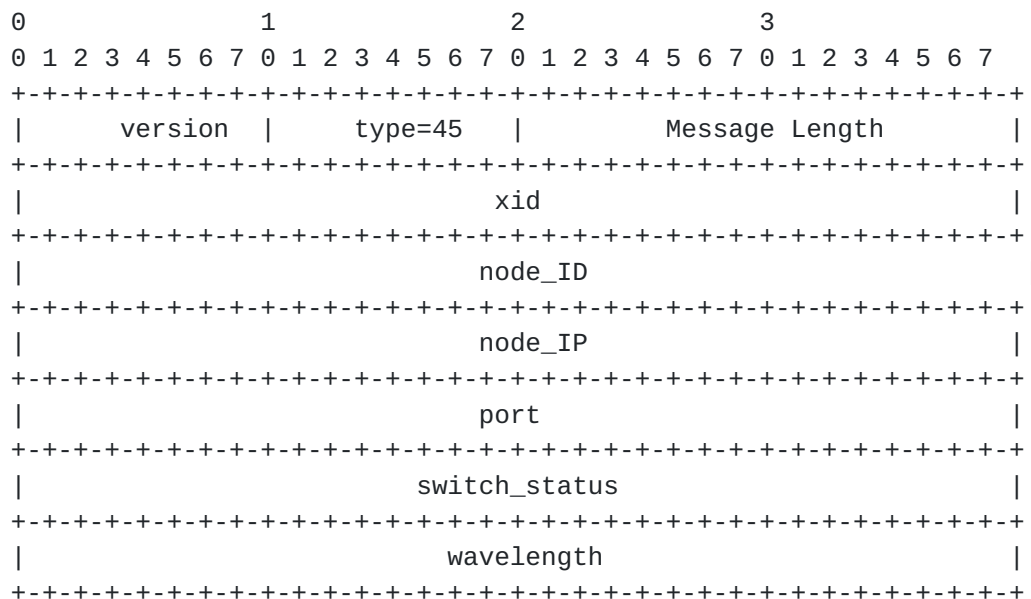 0                   1                   2                   3
0 1 2 3 4 5 6 7 0 1 2 3 4 5 6 7 0 1 2 3 4 5 6 7 0 1 2 3 4 5 6 7
+-+-+-+-+-+-+-+-+-+-+-+-+-+-+-+-+-+-+-+-+-+-+-+-+-+-+-+-+-+-+-+-+
|      version  |     type=45   |         Message Length        |
+-+-+-+-+-+-+-+-+-+-+-+-+-+-+-+-+-+-+-+-+-+-+-+-+-+-+-+-+-+-+-+-+
|                              xid                              |
+-+-+-+-+-+-+-+-+-+-+-+-+-+-+-+-+-+-+-+-+-+-+-+-+-+-+-+-+-+-+-+-+
|                             node_ID                            |
+-+-+-+-+-+-+-+-+-+-+-+-+-+-+-+-+-+-+-+-+-+-+-+-+-+-+-+-+-+-+-+-+
|                             node_IP                           |
+-+-+-+-+-+-+-+-+-+-+-+-+-+-+-+-+-+-+-+-+-+-+-+-+-+-+-+-+-+-+-+-+
|                             port                              |
+-+-+-+-+-+-+-+-+-+-+-+-+-+-+-+-+-+-+-+-+-+-+-+-+-+-+-+-+-+-+-+-+
|                         switch_status                         |
+-+-+-+-+-+-+-+-+-+-+-+-+-+-+-+-+-+-+-+-+-+-+-+-+-+-+-+-+-+-+-+-+
|                           wavelength                          |
+-+-+-+-+-+-+-+-+-+-+-+-+-+-+-+-+-+-+-+-+-+-+-+-+-+-+-+-+-+-+-+-+